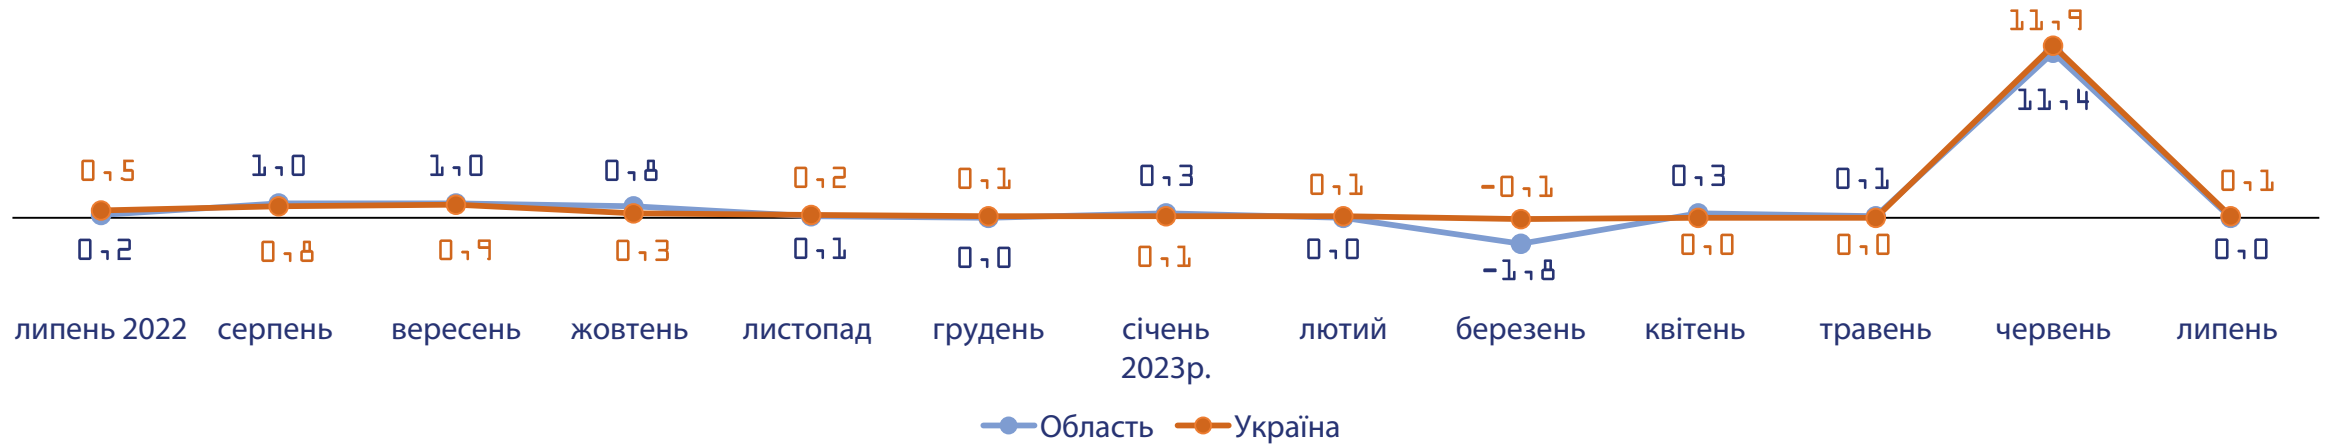 11,9
11,4
0,5 1,0 1,0 0,8 0,2 0,1 0,3 0,1 -0,1 0,3 0,1 0,1
0,2 0,8 0,9 0,3 0,1 0,0 0,1 0,0 -1,8 0,0 0,0 0,0
липень 2022 серпень вересень жовтень листопад грудень січень лютий березень квітень травень червень липень
2023р.
Область Україна